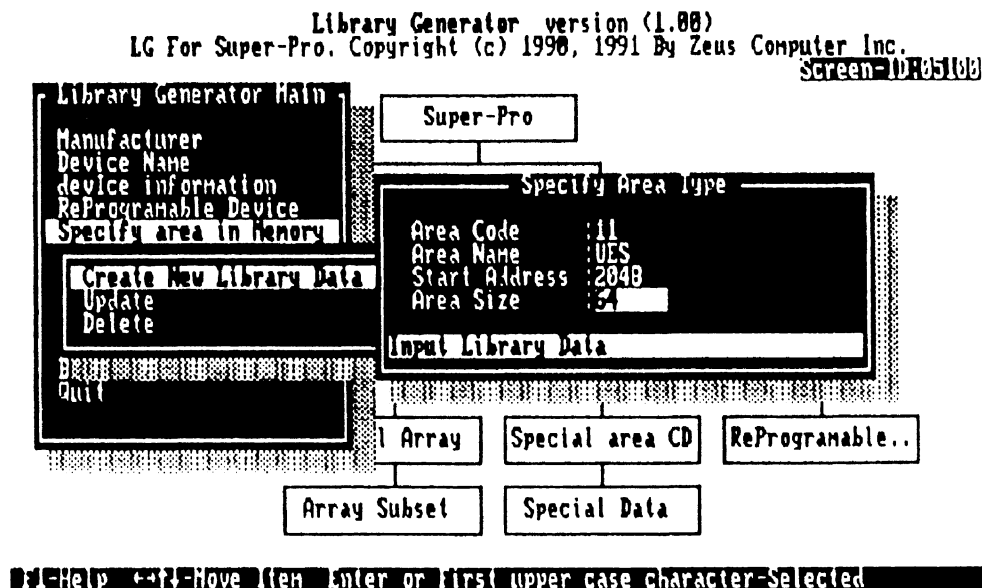 Library Generator version (1.00)
LG For Super-Pro. Copyright (c) 1990, 1991 By Zeus Computer Inc.
Screen-ID:05100
Library Generator Main
Manufacturer
Device Name
device information
ReProgramable Device
Specify area in Memory
Create New Library Data
Update
Delete
Quit
Super-Pro
Specify Area Type
Area Code :11
Area Name :UES
Start Address :2048
Area Size :64
Input Library Data
l Array
Special area CD
ReProgramable..
Array Subset
Special Data
F1-Help ←→↑↓-Move Item Enter or First upper case character-Selected